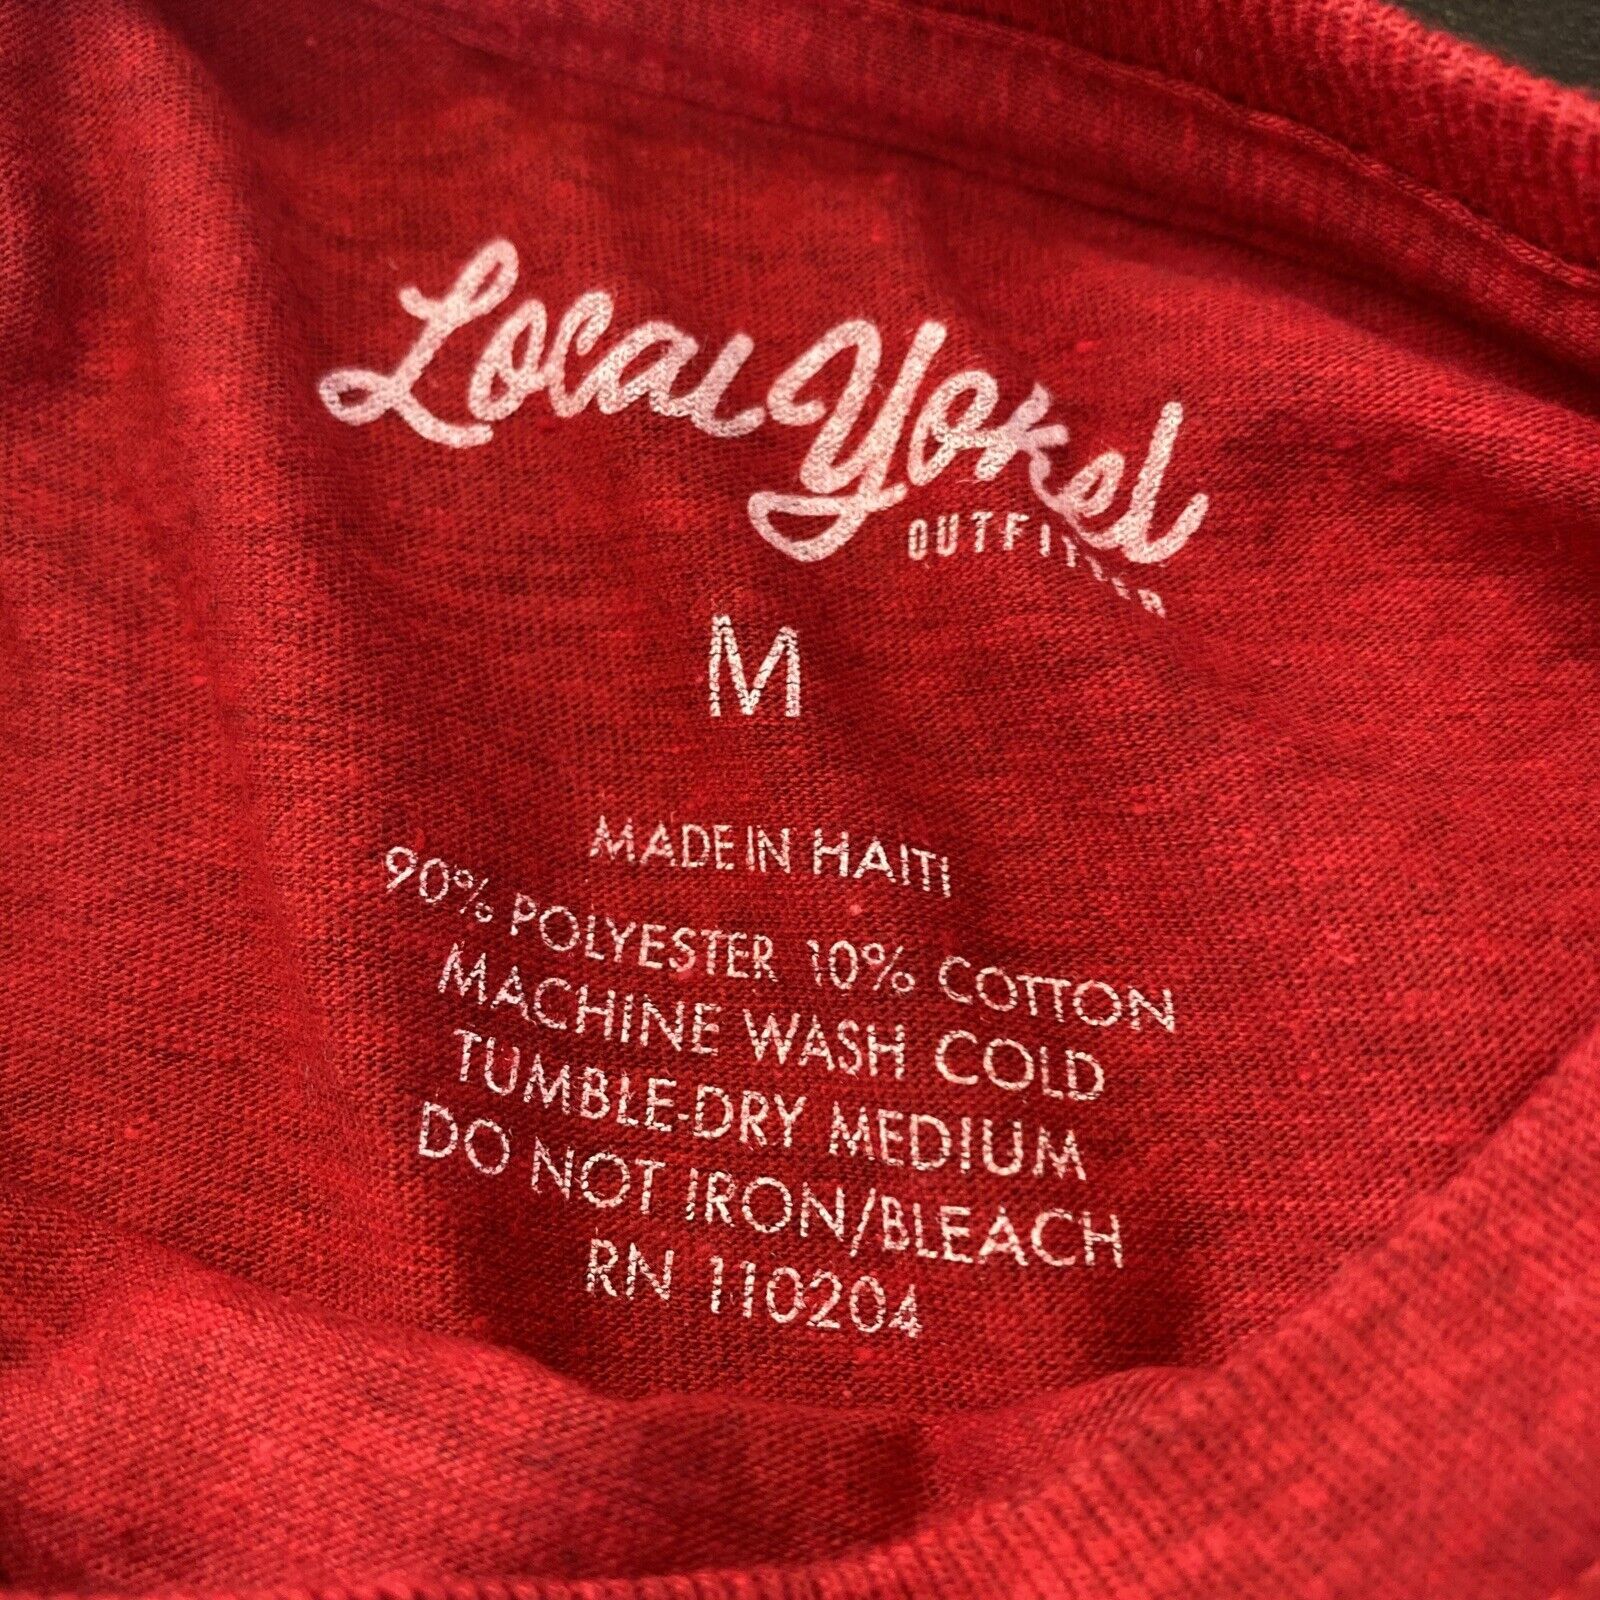 Local Yokel
OUTFITTER
M
MADE IN HAITI
90% POLYESTER 10% COTTON
MACHINE WASH COLD
TUMBLE-DRY MEDIUM
DO NOT IRON/BLEACH
RN 110204